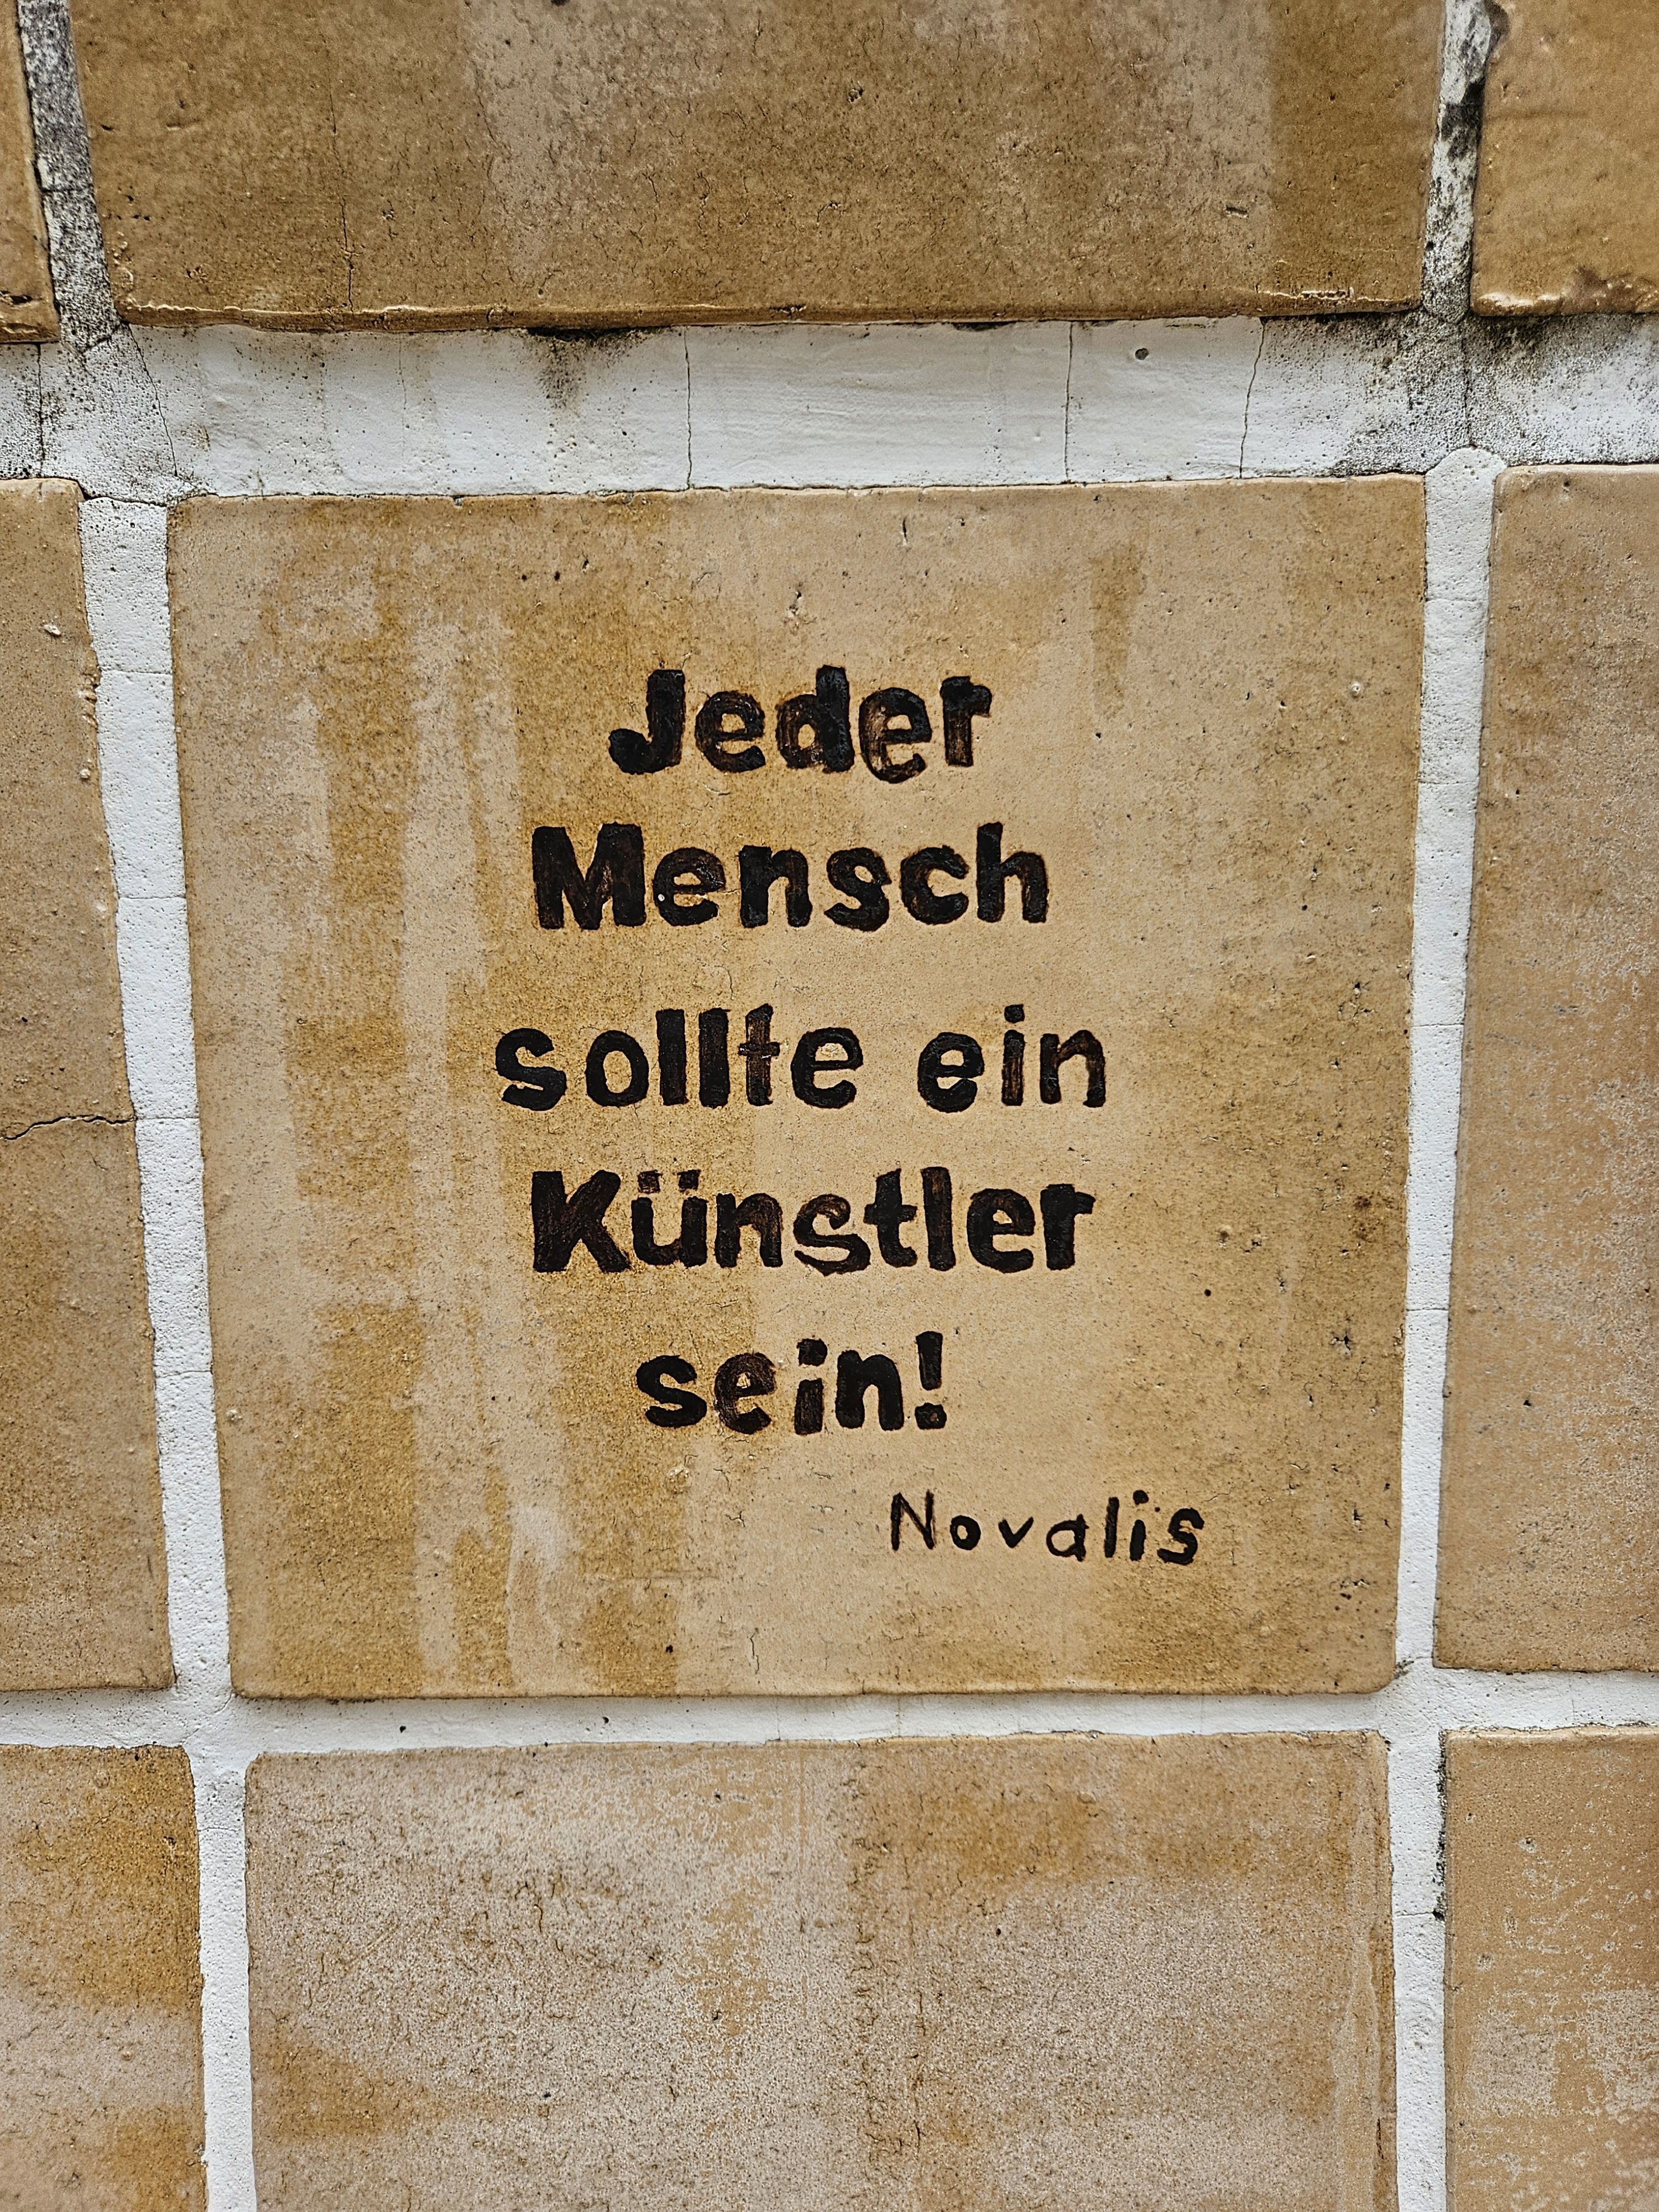 Jeder
Mensch
sollte ein
Künstler
sein!
Novalis